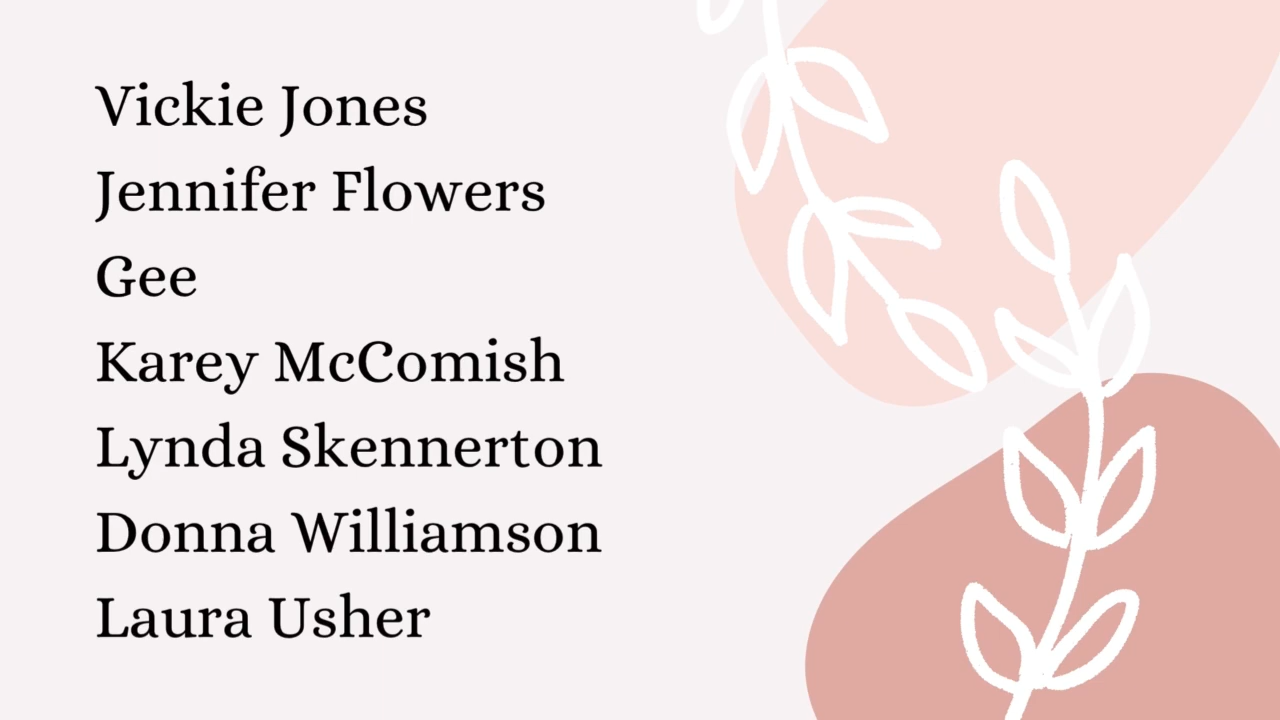 Vickie Jones
Jennifer Flowers
Gee
Karey McComish
Lynda Skennerton
Donna Williamson
Laura Usher